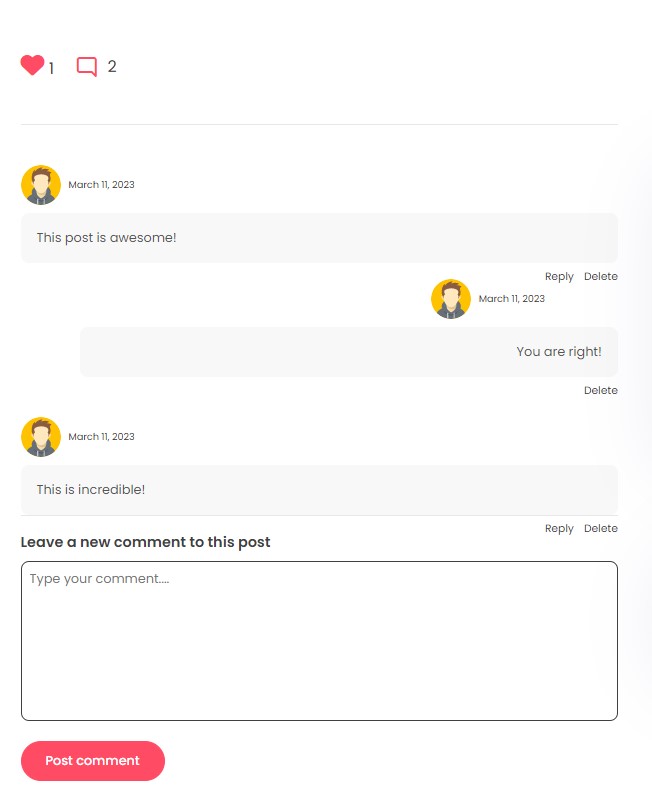 1 2
March 11, 2023
This post is awesome!
Reply Delete
March 11, 2023
You are right!
Delete
March 11, 2023
This is incredible!
Reply Delete
Leave a new comment to this post
Type your comment....
Post comment